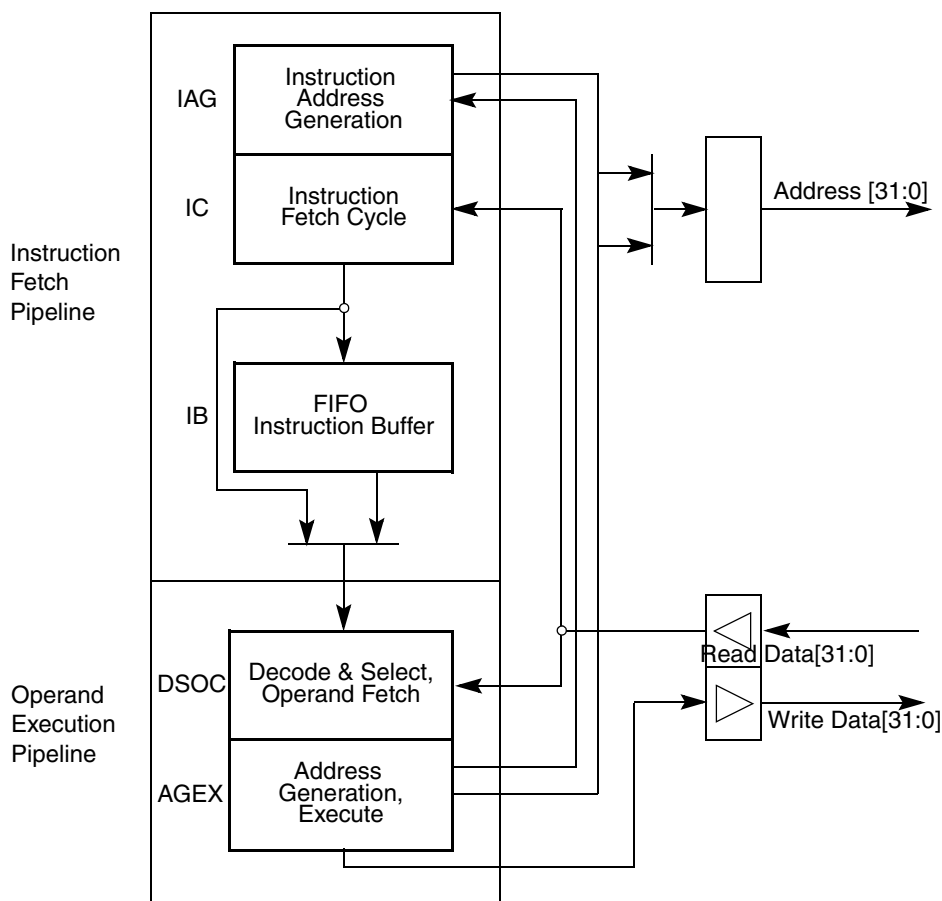 IAG
Instruction
Address
Generation
IC
Instruction
Fetch Cycle
Address [31:0]
Instruction
Fetch
Pipeline
IB
FIFO
Instruction Buffer
DSOC
Decode & Select,
Operand Fetch
Read Data[31:0]
Write Data[31:0]
Operand
Execution
Pipeline
AGEX
Address
Generation,
Execute